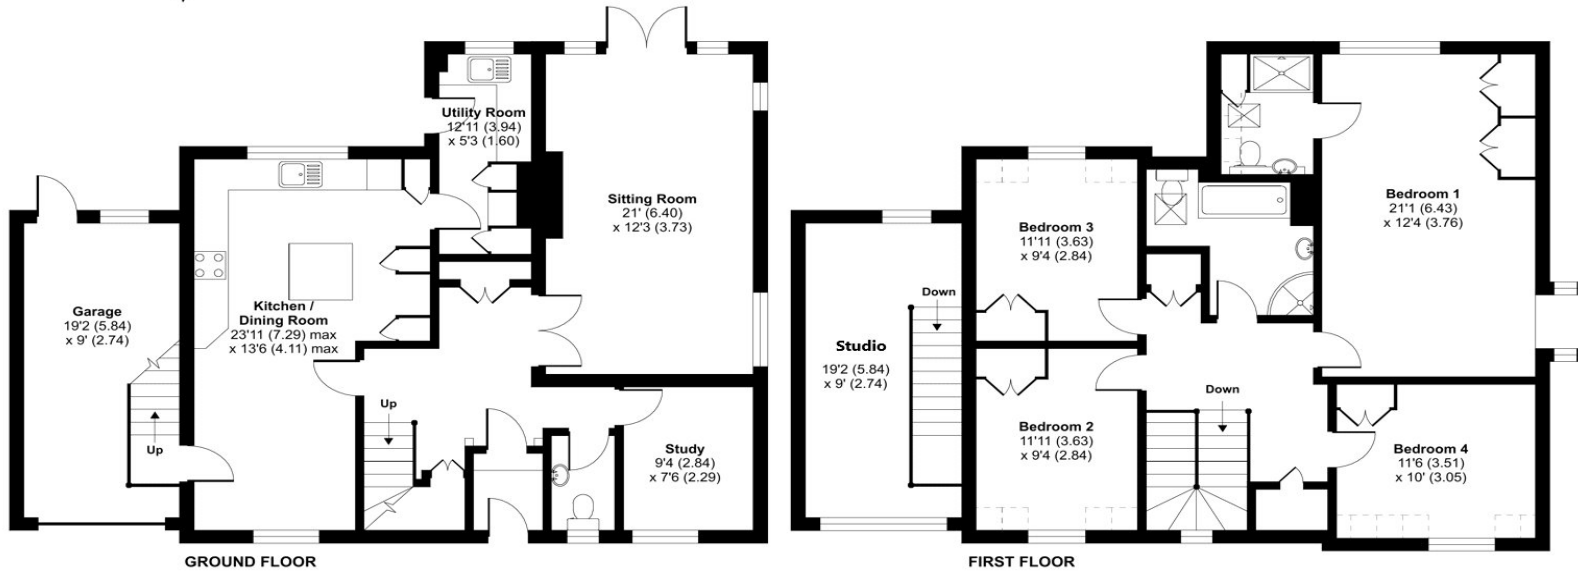 Utility Room
12'11 (3.94)
x 5'3 (1.60)
Sitting Room
21' (6.40)
x 12'3 (3.73)
Garage
19'2 (5.84)
x 9' (2.74)
Kitchen /
Dining Room
23'11 (7.29) max
x 13'6 (4.11) max
Up
Up
Study
9'4 (2.84)
x 7'6 (2.29)
GROUND FLOOR
Bedroom 1
21'1 (6.43)
x 12'4 (3.76)
Bedroom 3
11'11 (3.63)
x 9'4 (2.84)
Down
Studio
19'2 (5.84)
x 9' (2.74)
Down
Bedroom 2
11'11 (3.63)
x 9'4 (2.84)
Bedroom 4
11'6 (3.51)
x 10' (3.05)
FIRST FLOOR